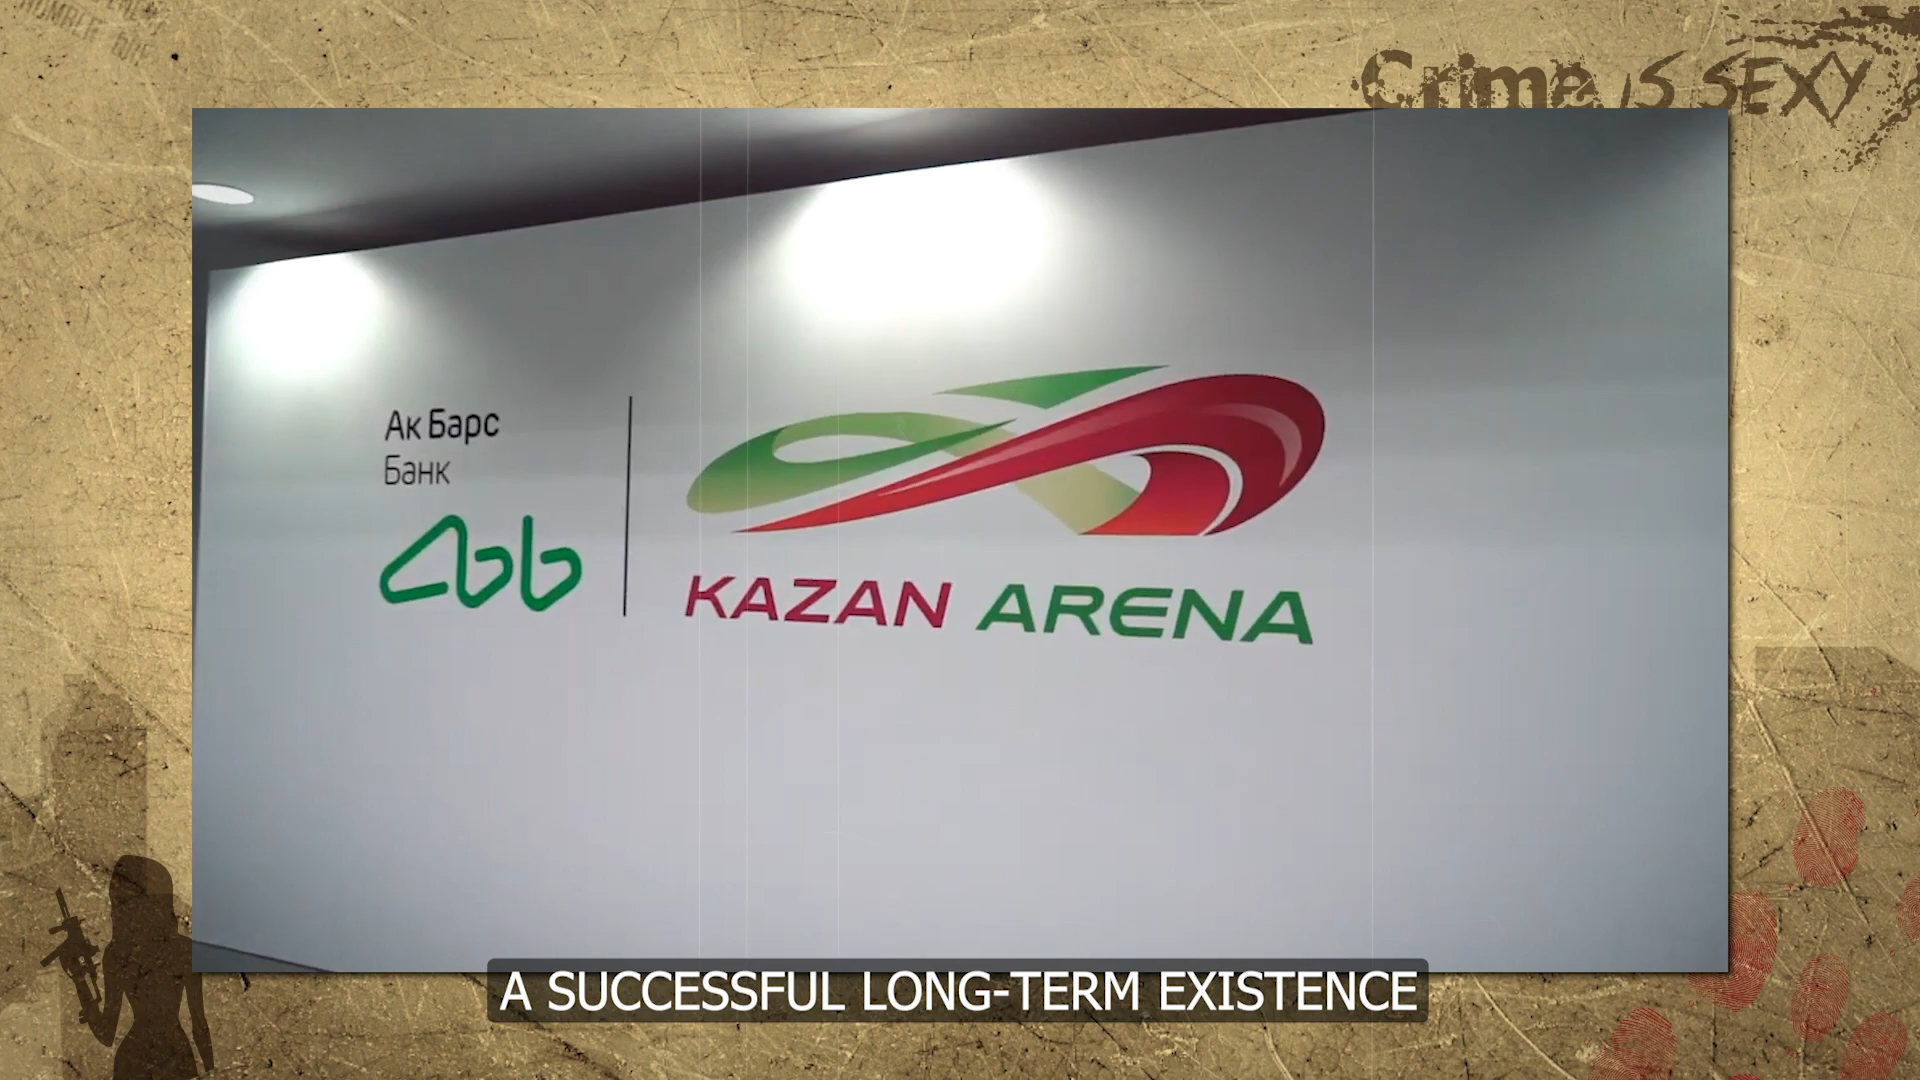 Crime is SEXY
Ак Барс
Банк
KAZAN ARENA
A SUCCESSFUL LONG-TERM EXISTENCE